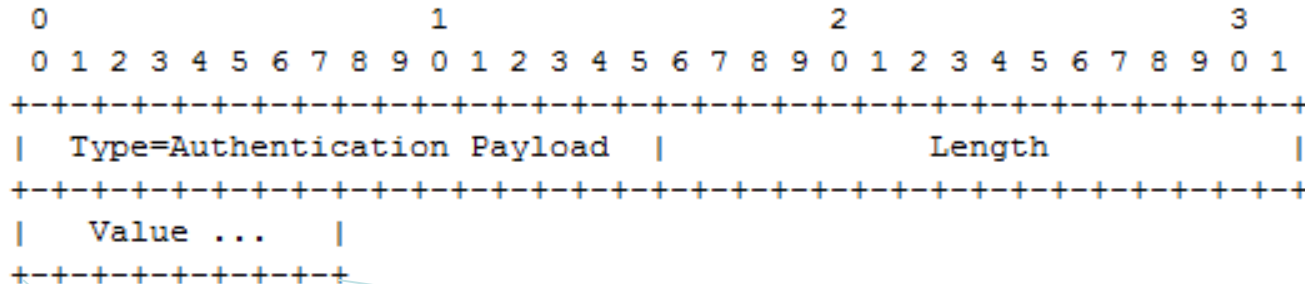 0                   1                   2                   3
0 1 2 3 4 5 6 7 8 9 0 1 2 3 4 5 6 7 8 9 0 1 2 3 4 5 6 7 8 9 0 1
+-+-+-+-+-+-+-+-+-+-+-+-+-+-+-+-+-+-+-+-+-+-+-+-+-+-+-+-+-+-+-+-+
|  Type=Authentication Payload  |             Length            |
+-+-+-+-+-+-+-+-+-+-+-+-+-+-+-+-+-+-+-+-+-+-+-+-+-+-+-+-+-+-+-+-+
|   Value ...   |
+-+-+-+-+-+-+-+-+